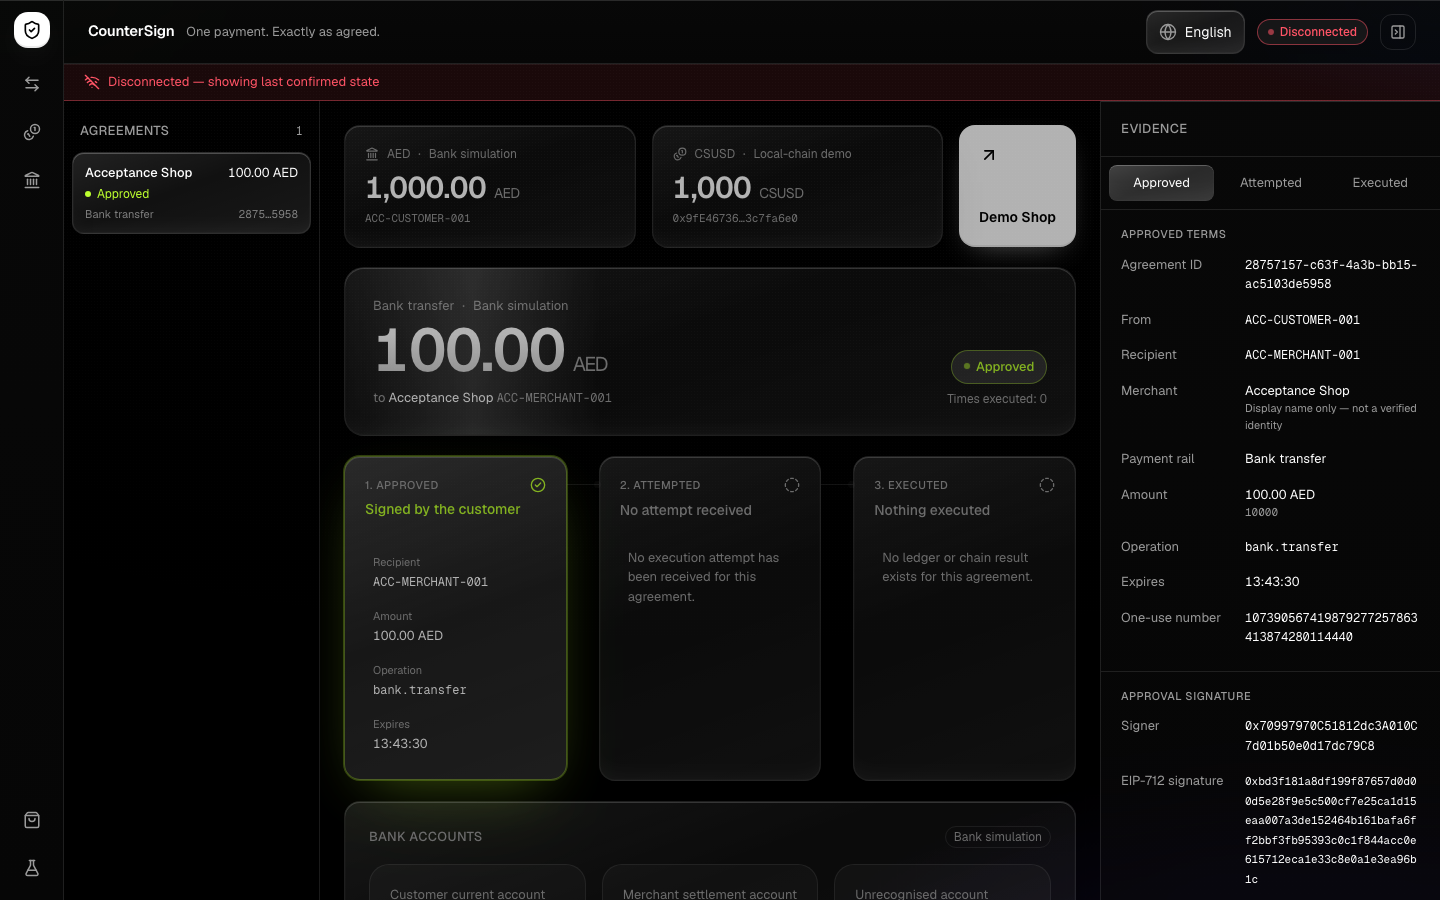 CounterSign One payment. Exactly as agreed.
English
Disconnected
Disconnected — showing last confirmed state
AGREEMENTS 1
Acceptance Shop 100.00 AED
Approved
Bank transfer 2875…5958
AED · Bank simulation
1,000.00 AED
ACC-CUSTOMER-001
CSUSD · Local-chain demo
1,000 CSUSD
0x9fE46736…3c7fa6e0
Demo Shop
Bank transfer · Bank simulation
100.00 AED
to Acceptance Shop ACC-MERCHANT-001
Approved
Times executed: 0
1. APPROVED
Signed by the customer
Recipient
ACC-MERCHANT-001
Amount
100.00 AED
Operation
bank.transfer
Expires
13:43:30
2. ATTEMPTED
No attempt received
No execution attempt has
been received for this
agreement.
3. EXECUTED
Nothing executed
No ledger or chain result
exists for this agreement.
BANK ACCOUNTS
Bank simulation
Customer current account
Merchant settlement account
Unrecognised account
EVIDENCE
Approved Attempted Executed
APPROVED TERMS
Agreement ID 28757157-c63f-4a3b-bb15-
ac5103de5958
From ACC-CUSTOMER-001
Recipient ACC-MERCHANT-001
Merchant Acceptance Shop
Display name only — not a verified
identity
Payment rail Bank transfer
Amount 100.00 AED
10000
Operation bank.transfer
Expires 13:43:30
One-use number 107390567419879277257863
413874280114440
APPROVAL SIGNATURE
Signer 0x70997970C51812dc3A010C
7d01b50e0d17dc79C8
EIP-712 signature 0xbd3f181a8df199f87657d0d0
0d5e28f9e5c500cf7e25ca1d15
eaa007a3de152464b161bafa6f
f2bbf3fb95393c0c1f844acc0e
615712eca1e33c8e0a1e3ea96b
1c